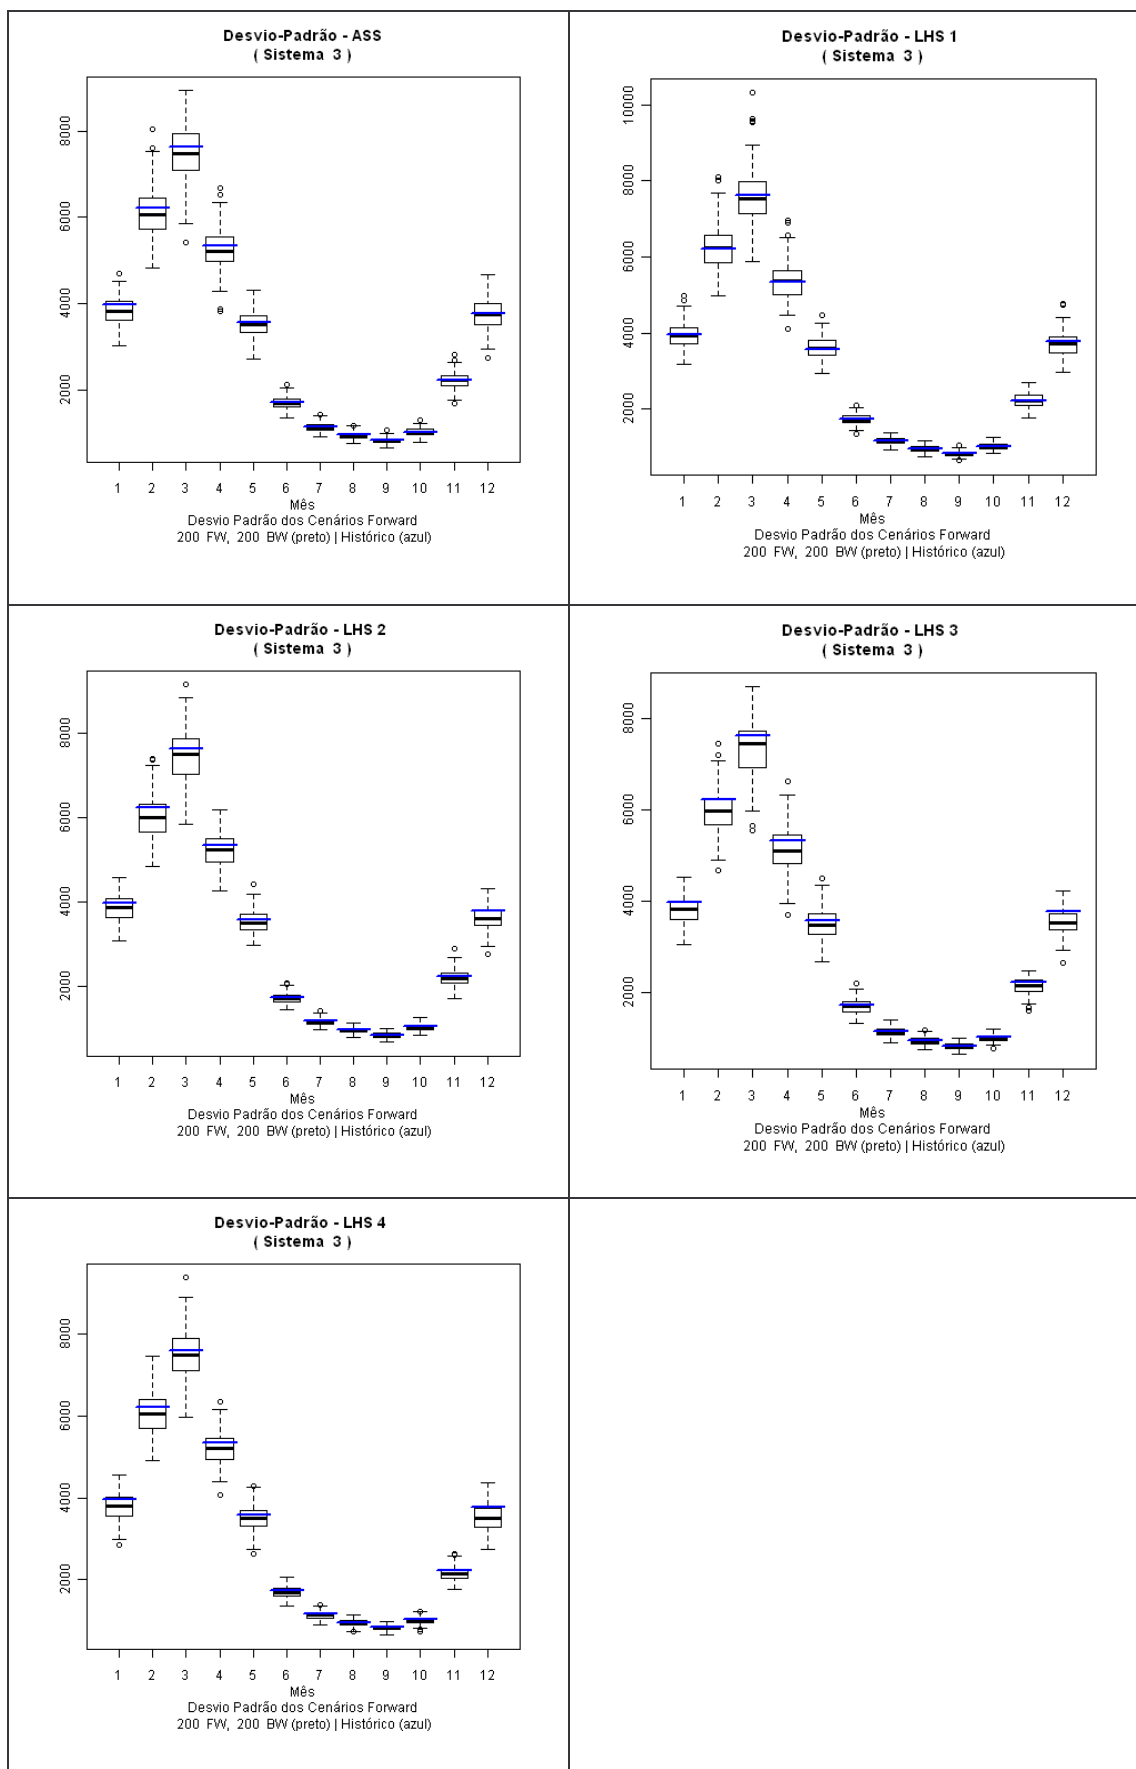 Desvio-Padrão - ASS
( Sistema 3 )
8000
6000
4000
2000
1 2 3 4 5 6 7 8 9 10 11 12
Mês
Desvio Padrão dos Cenários Forward
200 FW, 200 BW (preto) | Histórico (azul)
Desvio-Padrão - LHS 1
( Sistema 3 )
10000
8000
6000
4000
2000
1 2 3 4 5 6 7 8 9 10 11 12
Mês
Desvio Padrão dos Cenários Forward
200 FW, 200 BW (preto) | Histórico (azul)
Desvio-Padrão - LHS 2
( Sistema 3 )
8000
6000
4000
2000
1 2 3 4 5 6 7 8 9 10 11 12
Mês
Desvio Padrão dos Cenários Forward
200 FW, 200 BW (preto) | Histórico (azul)
Desvio-Padrão - LHS 3
( Sistema 3 )
8000
6000
4000
2000
1 2 3 4 5 6 7 8 9 10 11 12
Mês
Desvio Padrão dos Cenários Forward
200 FW, 200 BW (preto) | Histórico (azul)
Desvio-Padrão - LHS 4
( Sistema 3 )
8000
6000
4000
2000
1 2 3 4 5 6 7 8 9 10 11 12
Mês
Desvio Padrão dos Cenários Forward
200 FW, 200 BW (preto) | Histórico (azul)